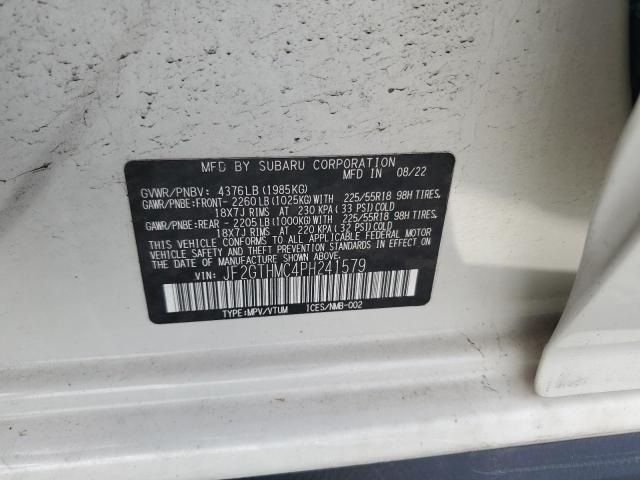 MFD BY SUBARU CORPORATION
MFD IN 08/22
GVWR/PNBV: 4376LB(1985KG)
GAWR/PNBE:FRONT- 2260LB(1025KG)WITH 225/55R18 98H TIRES,
18X7J RIMS AT 230 KPA(33 PSI)COLD
GAWR/PNBE:REAR - 2205LB(1000KG)WITH 225/55R18 98H TIRES,
18X7J RIMS AT 220 KPA(32 PSI)COLD
THIS VEHICLE CONFORMS TO ALL APPLICABLE FEDERAL MOTOR
VEHICLE SAFETY AND THEFT PREVENTION STANDARDS IN EFFECT
ON THE DATE OF MANUFACTURE SHOWN ABOVE.
VIN: JF2GTHMC4PH241579
TYPE:MPV/VTUM ICES/NMB-002